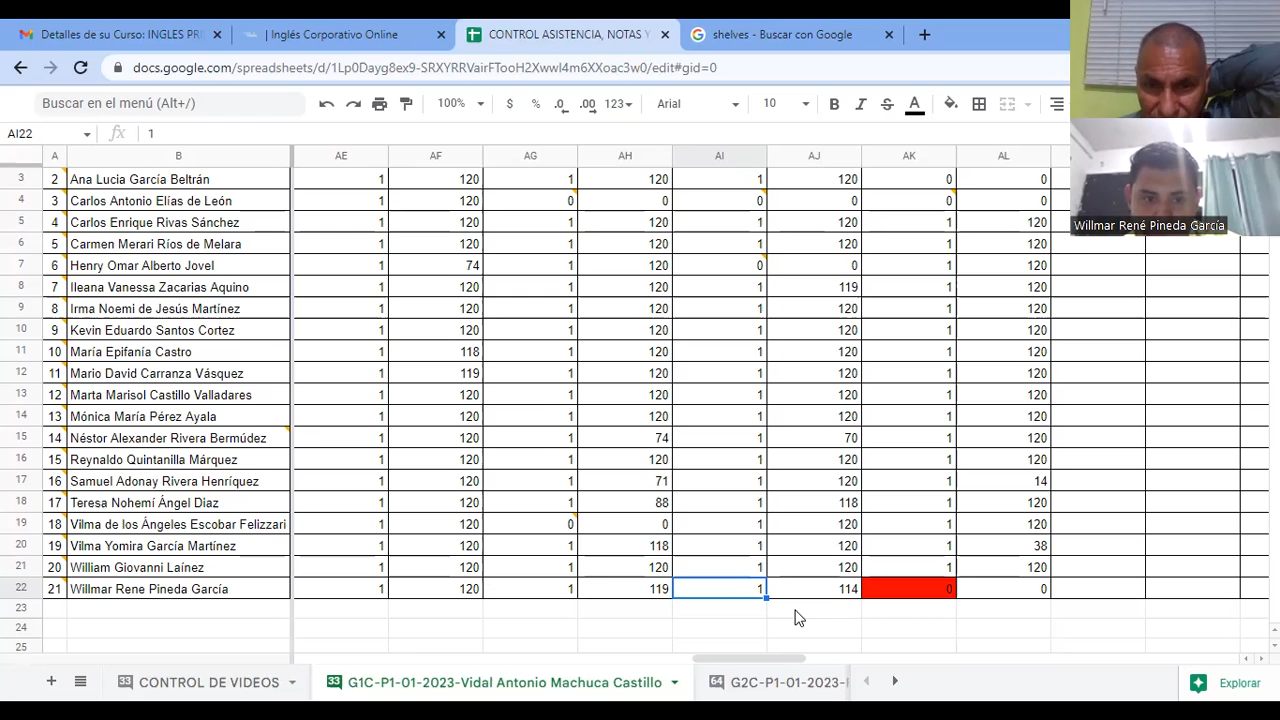 Detalles de su Curso: INGLES PRI
| Inglés Corporativo Online
CONTROL ASISTENCIA, NOTAS Y
shelves - Buscar con Google
Buscar en el menú (Alt+/)
100%
$ % .0 .00 123
Arial
10
B I S A
AI22 fx 1
A B AE AF AG AH AI AJ AK AL
3 2 Ana Lucia García Beltrán 1 120 1 120 1 120 0 0
4 3 Carlos Antonio Elías de León 1 120 0 0 0 0 0 0
5 4 Carlos Enrique Rivas Sánchez 1 120 1 120 1 120 1 120
6 5 Carmen Merari Ríos de Melara 1 120 1 120 1 120 1 120
7 6 Henry Omar Alberto Jovel 1 74 1 120 0 0 1 120
8 7 Ileana Vanessa Zacarias Aquino 1 120 1 120 1 119 1 120
9 8 Irma Noemi de Jesús Martínez 1 120 1 120 1 120 1 120
10 9 Kevin Eduardo Santos Cortez 1 120 1 120 1 120 1 120
11 10 María Epifanía Castro 1 118 1 120 1 120 1 120
12 11 Mario David Carranza Vásquez 1 119 1 120 1 120 1 120
13 12 Marta Marisol Castillo Valladares 1 120 1 120 1 120 1 120
14 13 Mónica María Pérez Ayala 1 120 1 120 1 120 1 120
15 14 Néstor Alexander Rivera Bermúdez 1 120 1 74 1 70 1 120
16 15 Reynaldo Quintanilla Márquez 1 120 1 120 1 120 1 120
17 16 Samuel Adonay Rivera Henríquez 1 120 1 71 1 120 1 14
18 17 Teresa Nohemí Ángel Diaz 1 120 1 88 1 118 1 120
19 18 Vilma de los Ángeles Escobar Felizzari 1 120 0 0 1 120 1 120
20 19 Vilma Yomira García Martínez 1 120 1 118 1 120 1 38
21 20 William Giovanni Laínez 1 120 1 120 1 120 1 120
22 21 Willmar Rene Pineda García 1 120 1 119 1 114 0 0
23
24
25
33 CONTROL DE VIDEOS
33 G1C-P1-01-2023-Vidal Antonio Machuca Castillo
64 G2C-P1-01-2023-
Explorar
Willmar René Pineda García